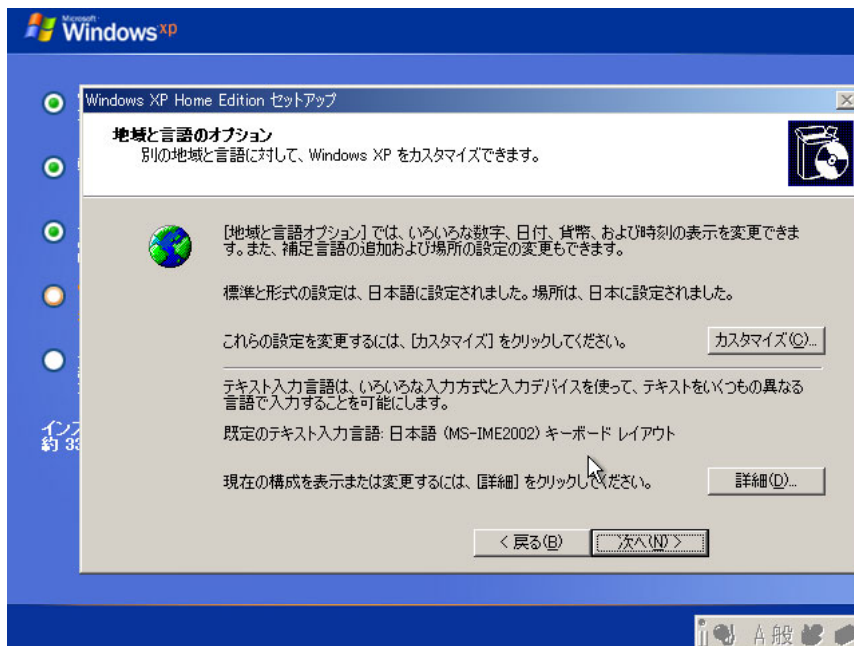 Microsoft
Windows xp
Windows XP Home Edition セットアップ
地域と言語のオプション
別の地域と言語に対して、Windows XP をカスタマイズできます。
[地域と言語オプション] では、いろいろな数字、日付、貨幣、および時刻の表示を変更できま
す。また、補足言語の追加および場所の設定の変更もできます。
標準と形式の設定は、日本語に設定されました。場所は、日本に設定されました。
これらの設定を変更するには、[カスタマイズ] をクリックしてください。
カスタマイズ(C)...
テキスト入力言語は、いろいろな入力方式と入力デバイスを使って、テキストをいくつもの異なる
言語で入力することを可能にします。
既定のテキスト入力言語: 日本語 (MS-IME2002) キーボード レイアウト
現在の構成を表示または変更するには、[詳細] をクリックしてください。
詳細(D)...
< 戻る(B)
次へ(N) >
インス
約 33
A 般